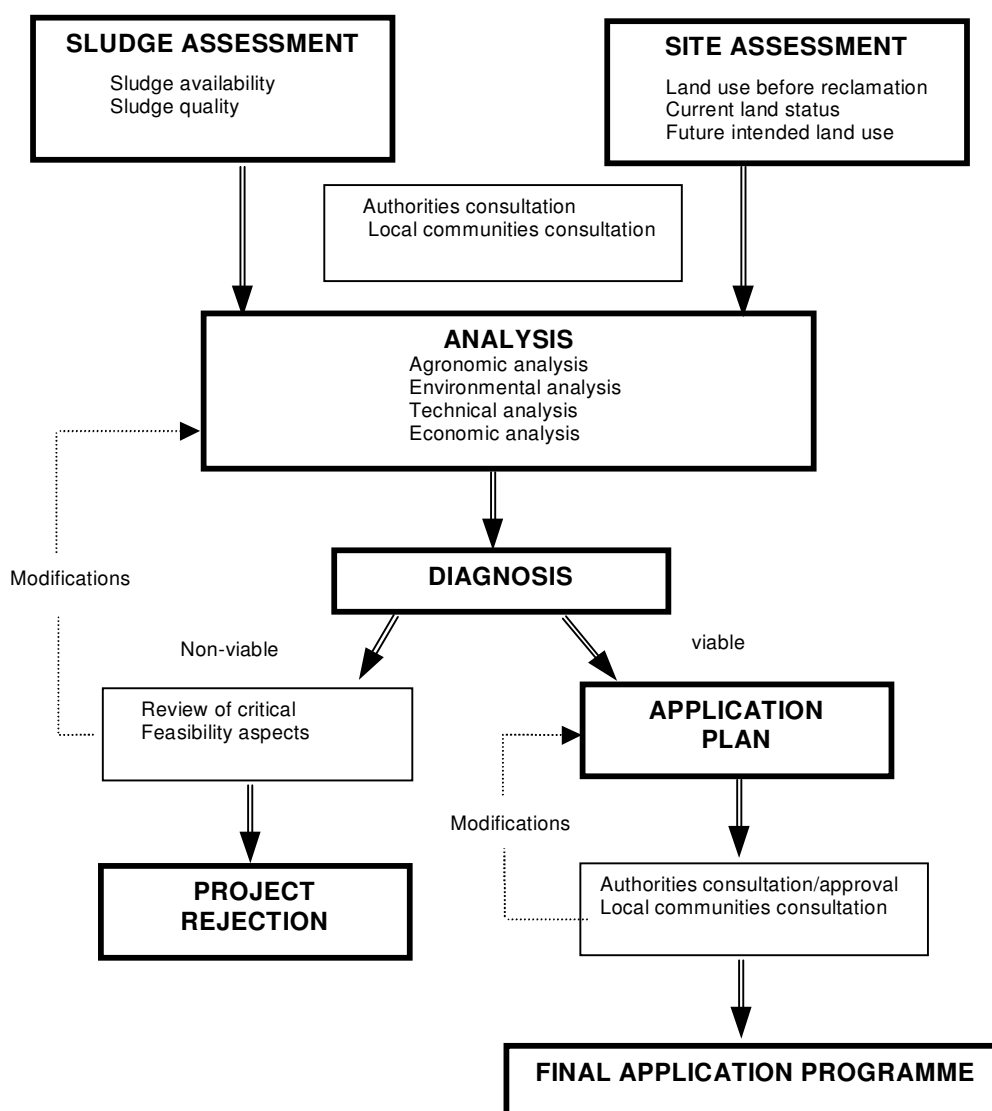 SLUDGE ASSESSMENT
Sludge availability
Sludge quality
SITE ASSESSMENT
Land use before reclamation
Current land status
Future intended land use
Authorities consultation
Local communities consultation
ANALYSIS
Agronomic analysis
Environmental analysis
Technical analysis
Economic analysis
Modifications
DIAGNOSIS
Non-viable
viable
Review of critical
Feasibility aspects
APPLICATION
PLAN
Modifications
PROJECT
REJECTION
Authorities consultation/approval
Local communities consultation
FINAL APPLICATION PROGRAMME